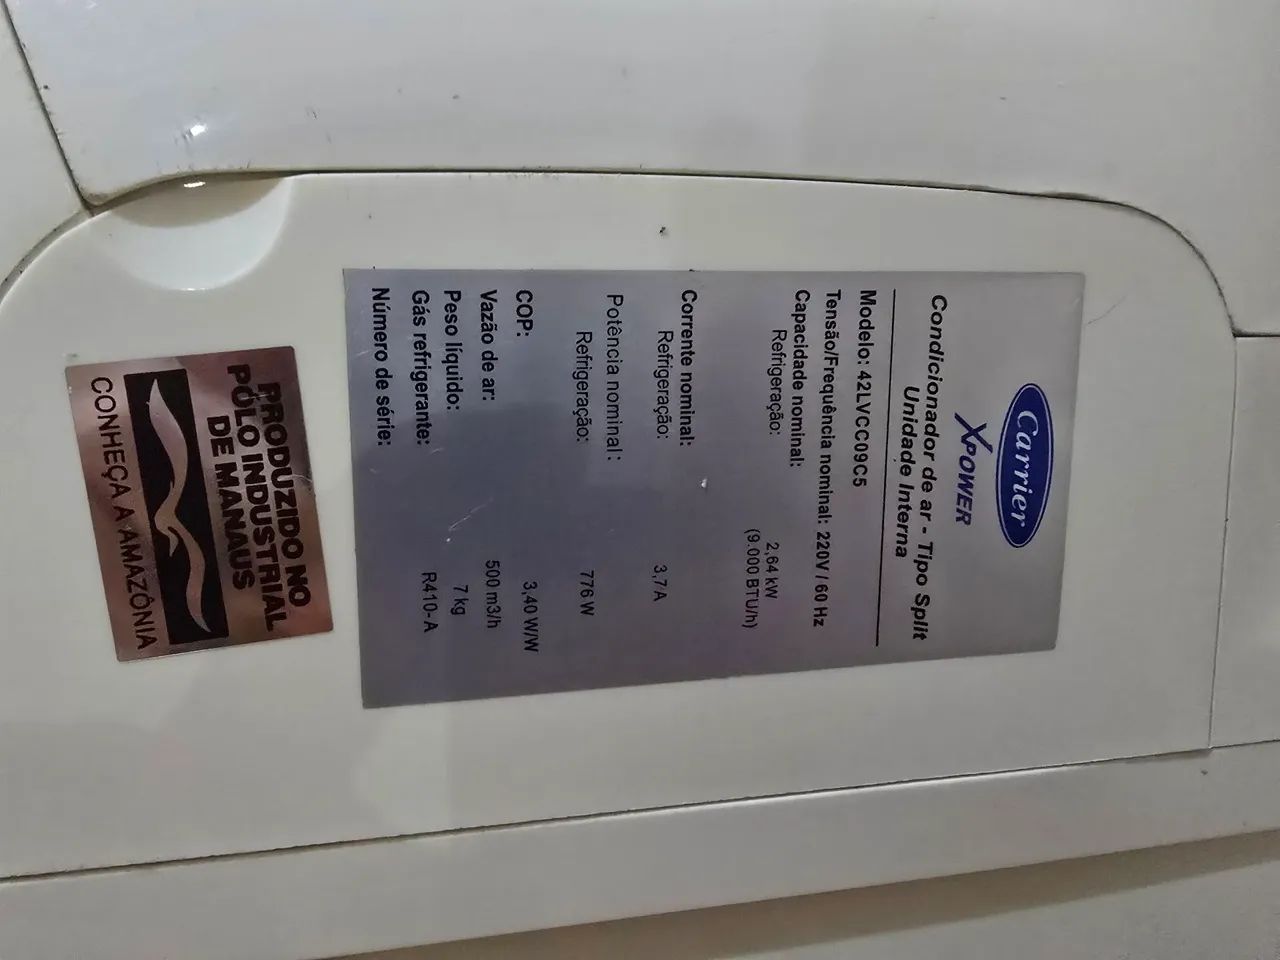 Carrier
XPOWER
Condicionador de ar - Tipo Split
Unidade Interna
Modelo: 42LVCC09C5
Tensão/Frequência nominal: 220V / 60 Hz
Capacidade nominal:
Refrigeração: 2,64 kW
(9.000 BTU/h)
Corrente nominal:
Refrigeração: 3,7A
Potência nominal:
Refrigeração: 776 W
COP: 3,40 W/W
Vazão de ar: 500 m3/h
Peso líquido: 7 kg
Gás refrigerante: R410-A
Número de série:
PRODUZIDO NO
PÓLO INDUSTRIAL
DE MANAUS
CONHEÇA A AMAZÔNIA